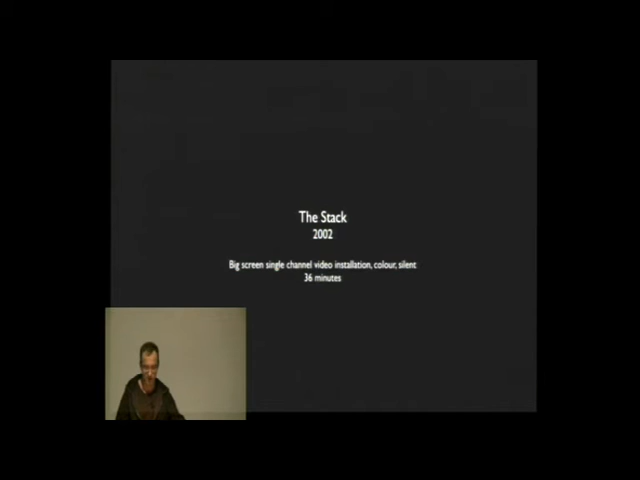 The Stack
2002
Big screen single channel video installation, colour, silent
36 minutes